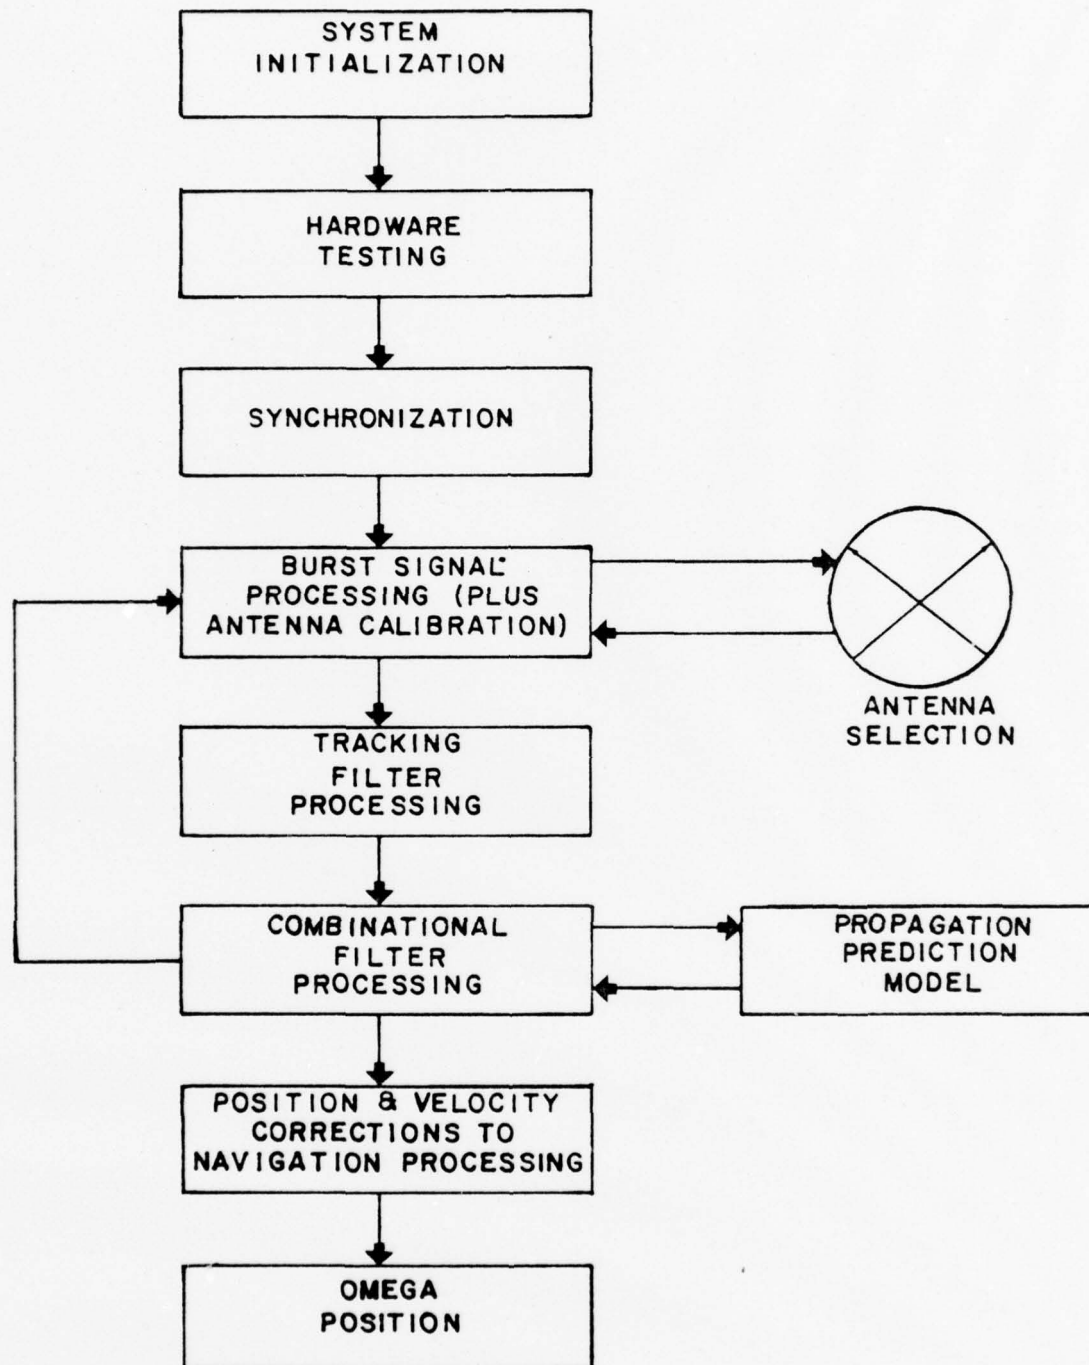 SYSTEM
INITIALIZATION
HARDWARE
TESTING
SYNCHRONIZATION
BURST SIGNAL
PROCESSING (PLUS
ANTENNA CALIBRATION)
ANTENNA
SELECTION
TRACKING
FILTER
PROCESSING
COMBINATIONAL
FILTER
PROCESSING
PROPAGATION
PREDICTION
MODEL
POSITION & VELOCITY
CORRECTIONS TO
NAVIGATION PROCESSING
OMEGA
POSITION